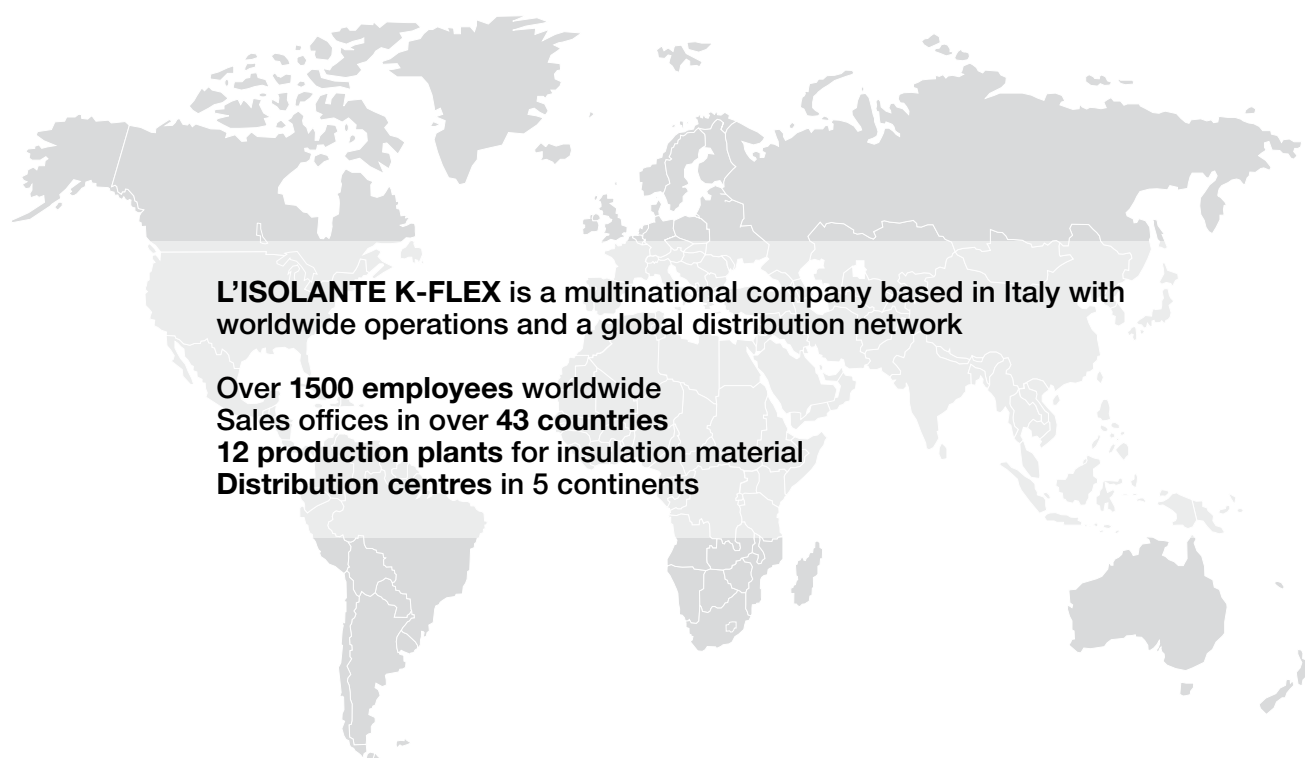 L’ISOLANTE K-FLEX is a multinational company based in Italy with
worldwide operations and a global distribution network
Over 1500 employees worldwide
Sales offices in over 43 countries
12 production plants for insulation material
Distribution centres in 5 continents